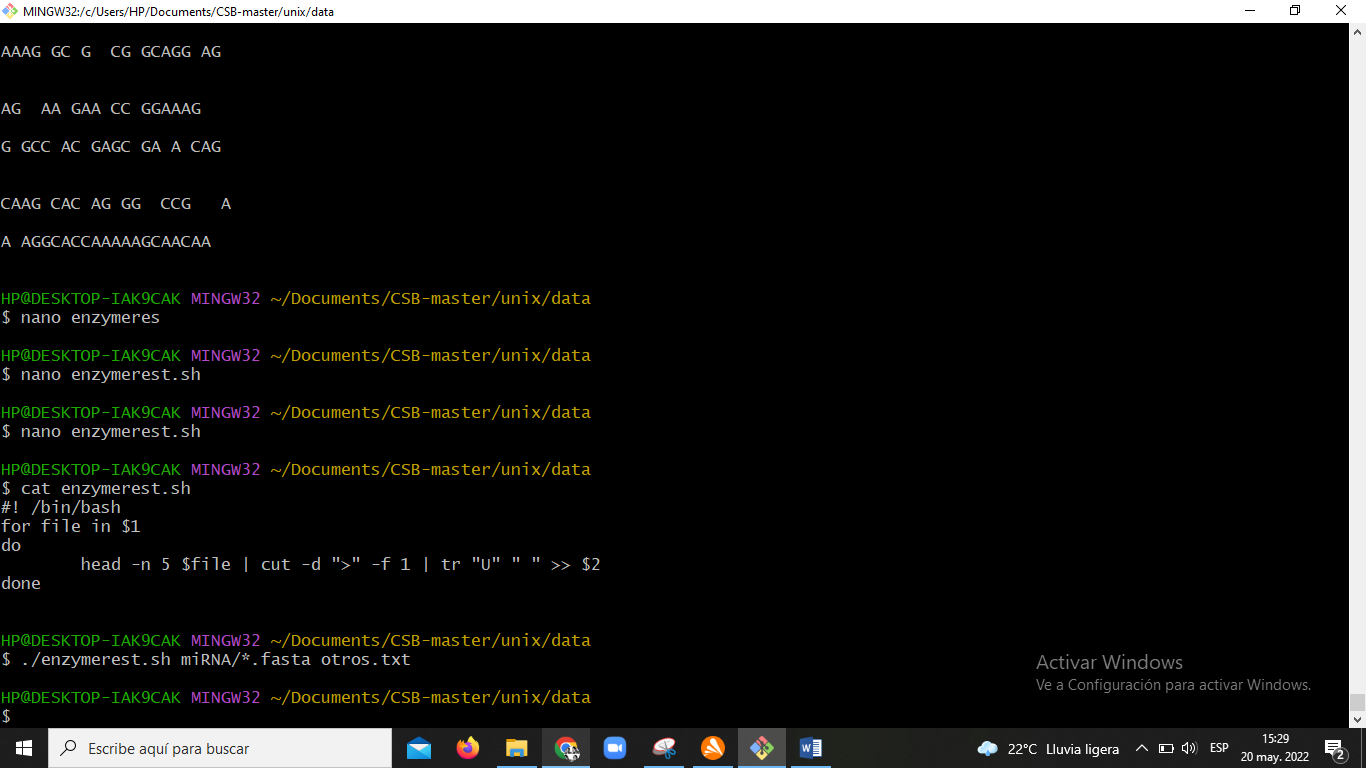 MINGW32:/c/Users/HP/Documents/CSB-master/unix/data
AAAG GC G  CG GCAGG AG
AG  AA GAA CC GGAAAG
G GCC AC GAGC GA A CAG
CAAG CAC AG GG  CCG   A
A AGGCACCAAAAAGCAACAA
HP@DESKTOP-IAK9CAK MINGW32 ~/Documents/CSB-master/unix/data
$ nano enzymeres
HP@DESKTOP-IAK9CAK MINGW32 ~/Documents/CSB-master/unix/data
$ nano enzymerest.sh
HP@DESKTOP-IAK9CAK MINGW32 ~/Documents/CSB-master/unix/data
$ nano enzymerest.sh
HP@DESKTOP-IAK9CAK MINGW32 ~/Documents/CSB-master/unix/data
$ cat enzymerest.sh
#! /bin/bash
for file in $1
do
        head -n 5 $file | cut -d ">" -f 1 | tr "U" " " >> $2
done
HP@DESKTOP-IAK9CAK MINGW32 ~/Documents/CSB-master/unix/data
$ ./enzymerest.sh miRNA/*.fasta otros.txt
HP@DESKTOP-IAK9CAK MINGW32 ~/Documents/CSB-master/unix/data
$
Activar Windows
Ve a Configuración para activar Windows.
Escribe aquí para buscar
22°C Lluvia ligera
ESP
15:29
20 may. 2022
2